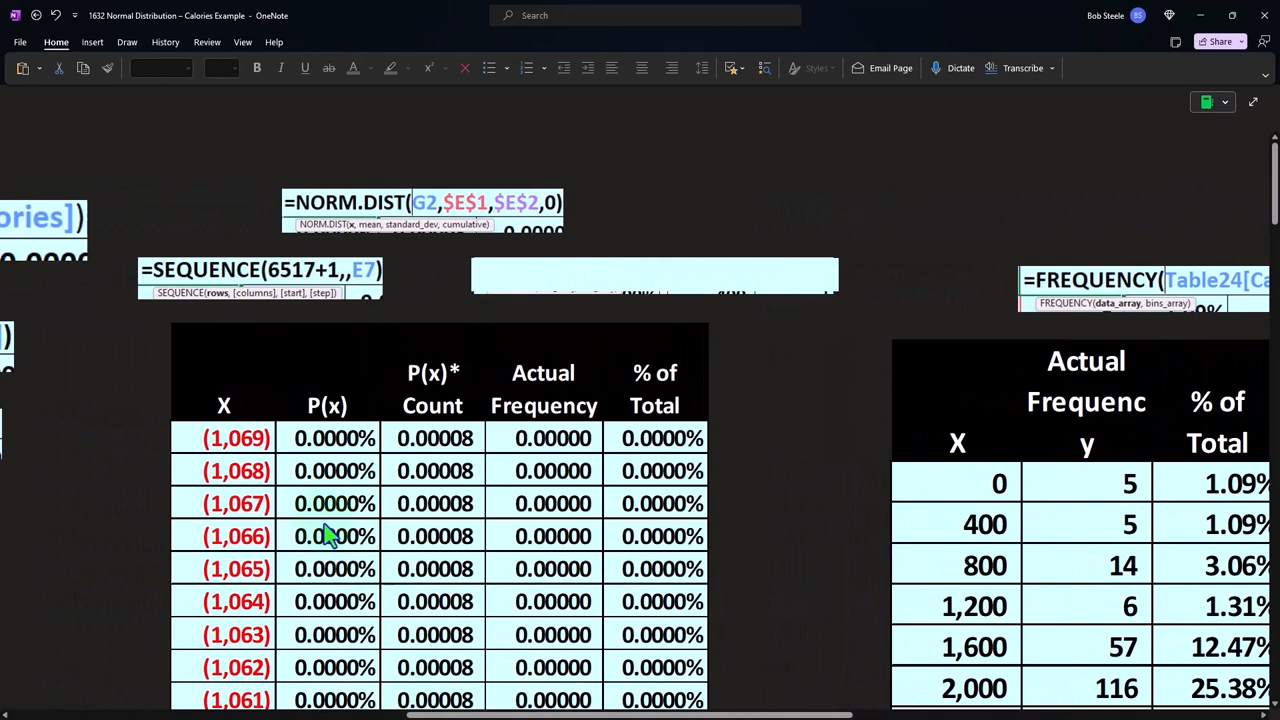 1632 Normal Distribution – Calories Example - OneNote
Search
Bob Steele
BS
File Home Insert Draw History Review View Help
Share
Styles
Email Page
Dictate
Transcribe
=NORM.DIST(G2,$E$1,$E$2,0)
NORM.DIST(x, mean, standard_dev, cumulative)
ories])
=SEQUENCE(6517+1,,E7)
SEQUENCE(rows, [columns], [start], [step])
=FREQUENCY(Table24[Ca
FREQUENCY(data_array, bins_array)
])
X P(x) P(x)* Count Actual Frequency % of Total
(1,069) 0.0000% 0.00008 0.00000 0.0000%
(1,068) 0.0000% 0.00008 0.00000 0.0000%
(1,067) 0.0000% 0.00008 0.00000 0.0000%
(1,066) 0.0000% 0.00008 0.00000 0.0000%
(1,065) 0.0000% 0.00008 0.00000 0.0000%
(1,064) 0.0000% 0.00008 0.00000 0.0000%
(1,063) 0.0000% 0.00008 0.00000 0.0000%
(1,062) 0.0000% 0.00008 0.00000 0.0000%
(1,061) 0.0000% 0.00008 0.00000 0.0000%
X Actual Frequenc y % of Total
0 5 1.09%
400 5 1.09%
800 14 3.06%
1,200 6 1.31%
1,600 57 12.47%
2,000 116 25.38%